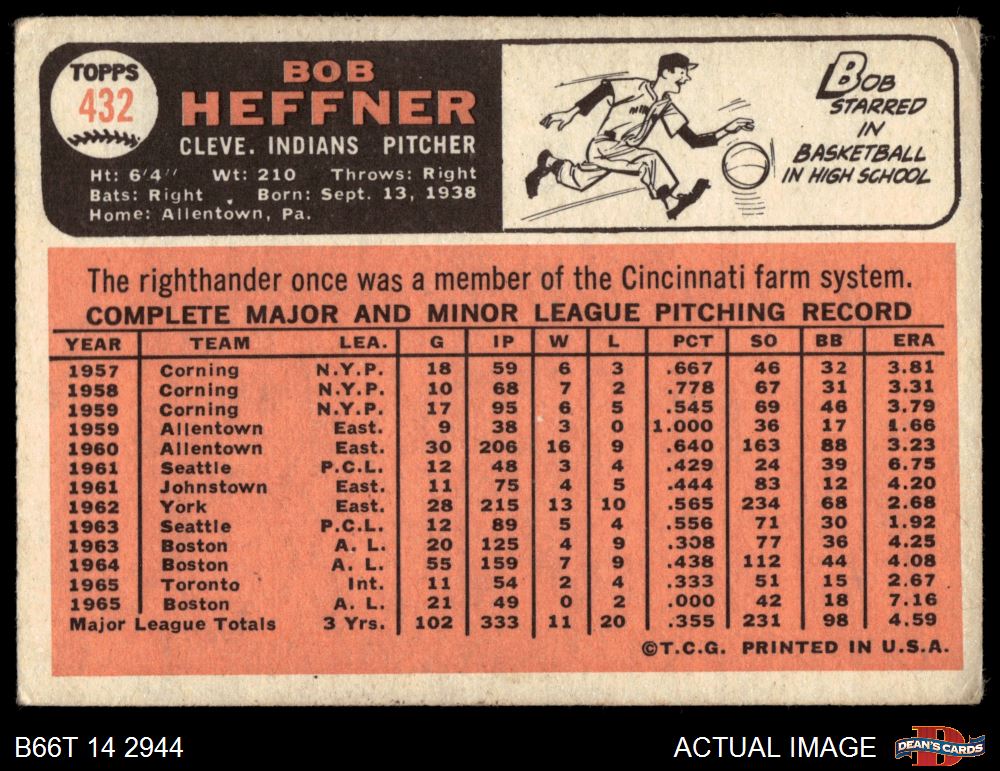 TOPPS
432
BOB
HEFFNER
CLEVE. INDIANS PITCHER
Ht: 6'4" Wt: 210 Throws: Right
Bats: Right Born: Sept. 13, 1938
Home: Allentown, Pa.
BOB
STARRED
IN
BASKETBALL
IN HIGH SCHOOL
The righthander once was a member of the Cincinnati farm system.
COMPLETE MAJOR AND MINOR LEAGUE PITCHING RECORD
YEAR TEAM LEA. G IP W L PCT SO BB ERA
1957 Corning N.Y.P. 18 59 6 3 .667 46 32 3.81
1958 Corning N.Y.P. 10 68 7 2 .778 67 31 3.31
1959 Corning N.Y.P. 17 95 6 5 .545 69 46 3.79
1959 Allentown East. 9 38 3 0 1.000 36 17 1.66
1960 Allentown East. 30 206 16 9 .640 163 88 3.23
1961 Seattle P.C.L. 12 48 3 4 .429 24 39 6.75
1961 Johnstown East. 11 75 4 5 .444 83 12 4.20
1962 York East. 28 215 13 10 .565 234 68 2.68
1963 Seattle P.C.L. 12 89 5 4 .556 71 30 1.92
1963 Boston A. L. 20 125 4 9 .308 77 36 4.25
1964 Boston A. L. 55 159 7 9 .438 112 44 4.08
1965 Toronto Int. 11 54 2 4 .333 51 15 2.67
1965 Boston A. L. 21 49 0 2 .000 42 18 7.16
Major League Totals 3 Yrs. 102 333 11 20 .355 231 98 4.59
©T.C.G. PRINTED IN U.S.A.
B66T 14 2944
ACTUAL IMAGE
DEAN'S CARDS